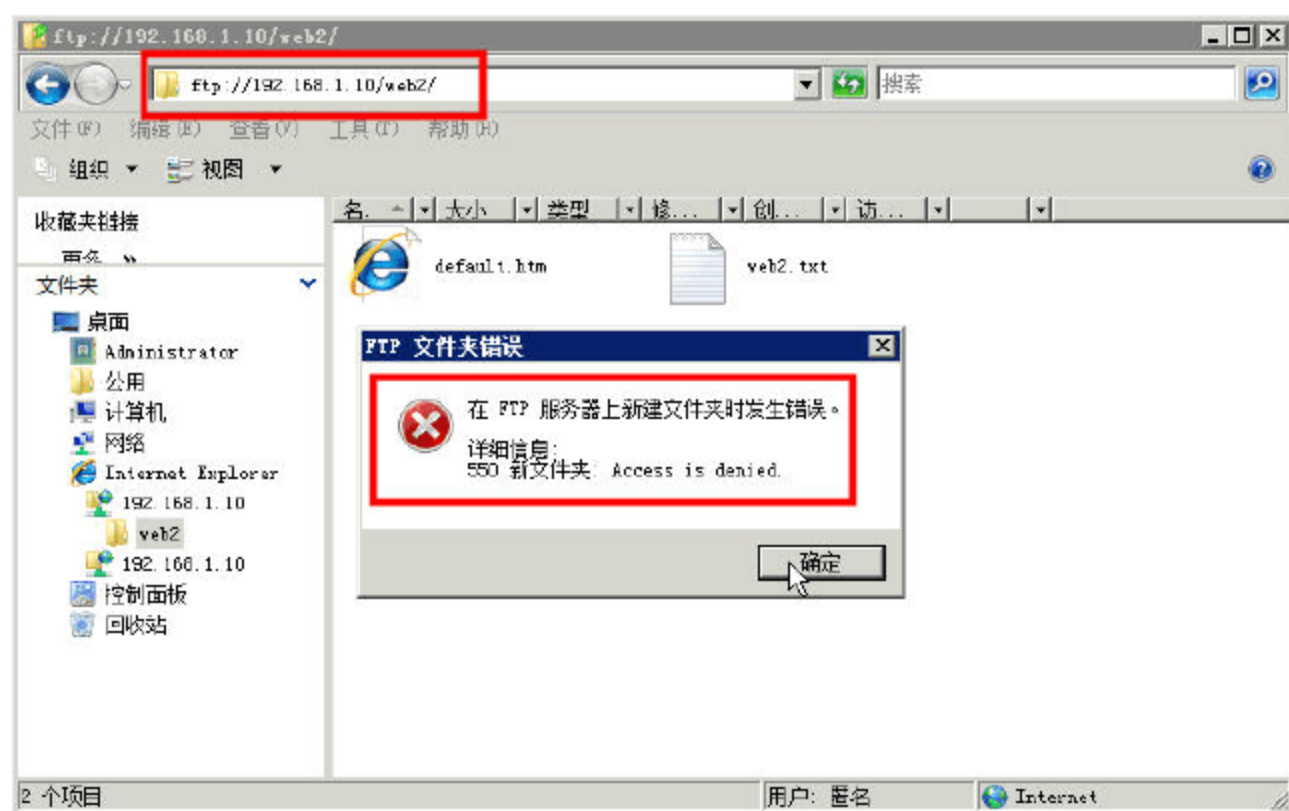 ftp://192.168.1.10/web2/
ftp://192.168.1.10/web2/
搜索
文件(F) 编辑(E) 查看(V) 工具(T) 帮助(H)
组织 视图
名. 大小 类型 修... 创... 访...
收藏夹链接
更多 »
文件夹
default.htm web2.txt
桌面
Administrator
公用
计算机
网络
Internet Explorer
192.168.1.10
web2
192.168.1.10
控制面板
回收站
FTP 文件夹错误
在 FTP 服务器上新建文件夹时发生错误。
详细信息:
550 新文件夹: Access is denied.
确定
2 个项目 用户: 匿名 Internet